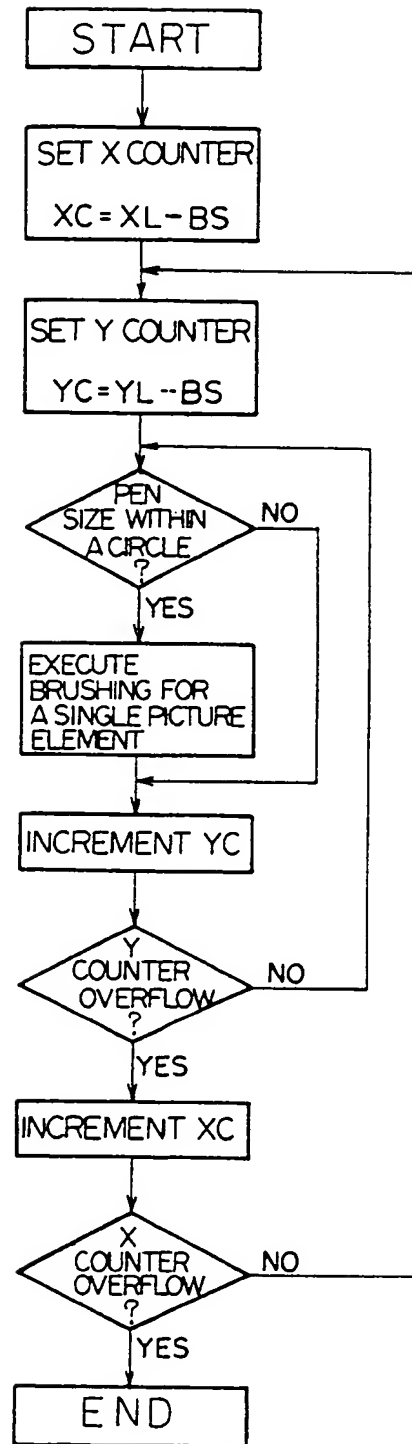 START
SET X COUNTER
XC=XL-BS
SET Y COUNTER
YC=YL--BS
PEN
SIZE WITHIN
A CIRCLE
?
NO
YES
EXECUTE
BRUSHING FOR
A SINGLE PICTURE
ELEMENT
INCREMENT YC
Y
COUNTER
OVERFLOW
?
NO
YES
INCREMENT XC
X
COUNTER
OVERFLOW
?
NO
YES
END